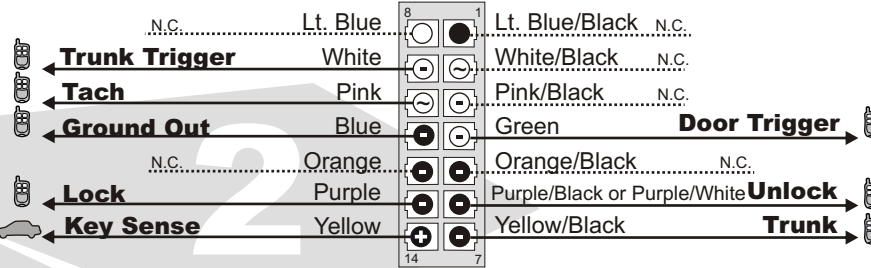 N.C. Lt. Blue 8 1 Lt. Blue/Black N.C.
Trunk Trigger White White/Black N.C.
Tach Pink Pink/Black N.C.
Ground Out Blue Green Door Trigger
N.C. Orange Orange/Black N.C.
Lock Purple Purple/Black or Purple/White Unlock
Key Sense Yellow Yellow/Black Trunk
14 7
2